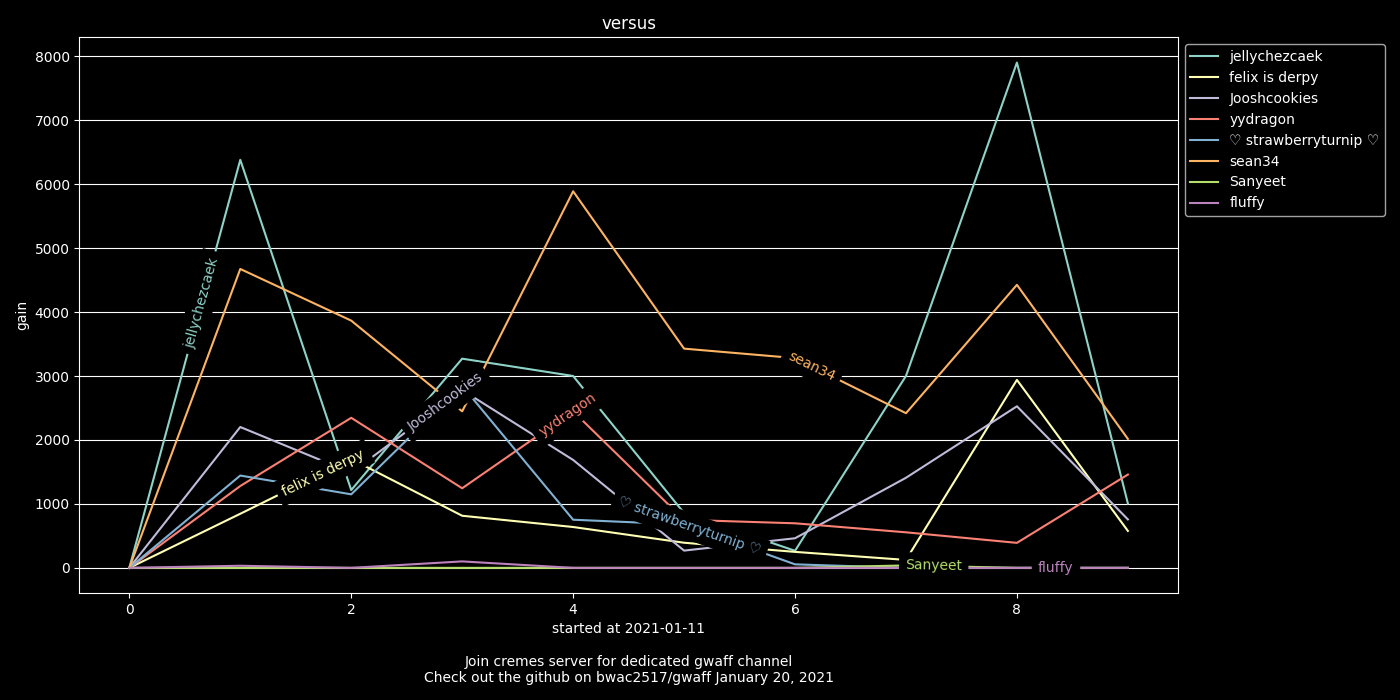 versus
8000
7000
6000
5000
4000
3000
2000
1000
0
gain
0 2 4 6 8
started at 2021-01-11
jellychezcaek
felix is derpy
Jooshcookies
yydragon
♡ strawberryturnip ♡
sean34
Sanyeet
fluffy
jellychezcaek
felix is derpy
Jooshcookies
yydragon
♡ strawberryturnip ♡
sean34
Sanyeet
fluffy
Join cremes server for dedicated gwaff channel
Check out the github on bwac2517/gwaff January 20, 2021